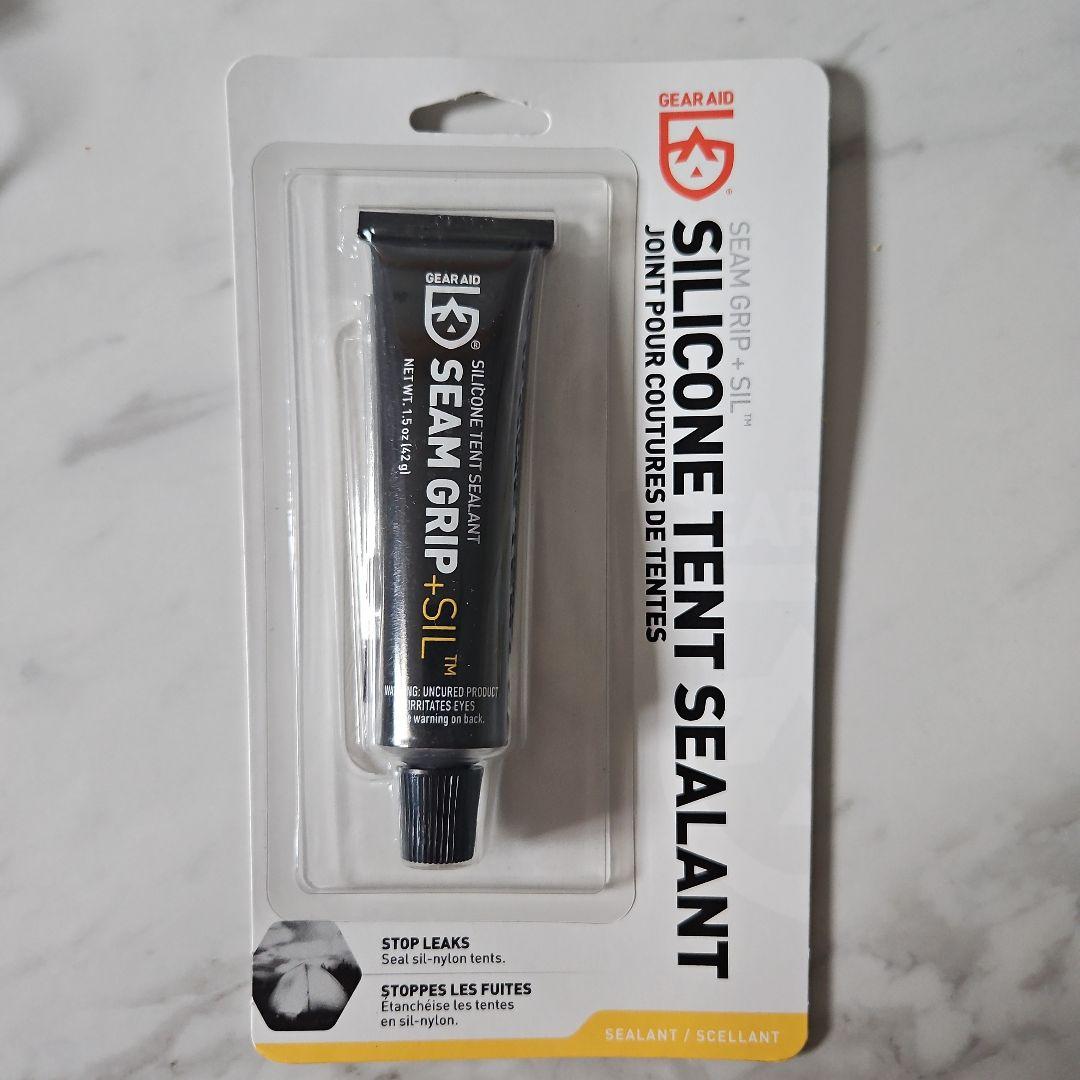 GEAR AID
SEAM GRIP + SIL™
SILICONE TENT SEALANT
JOINT POUR COUTURES DE TENTES
GEAR AID
SILICONE TENT SEALANT
SEAM GRIP+SIL™
NET WT. 1.5 oz (42 g)
UNCURED PRODUCT
IRRITATES EYES
warning on back.
STOP LEAKS
Seal sil-nylon tents.
STOPPES LES FUITES
Étanchéise les tentes
en sil-nylon.
SEALANT / SCELLANT